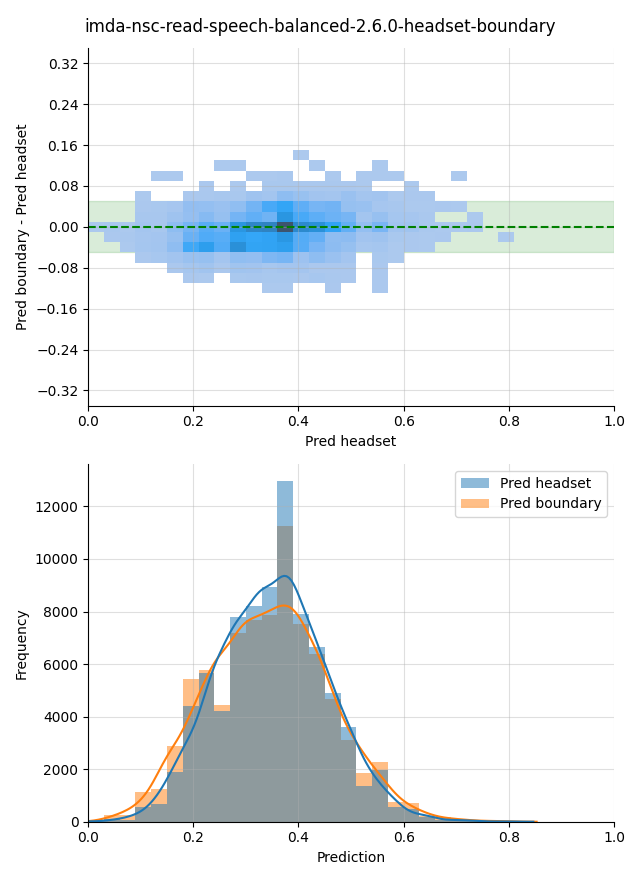 imda-nsc-read-speech-balanced-2.6.0-headset-boundary
0.32
0.24
0.16
0.08
0.00
−0.08
−0.16
−0.24
−0.32
Pred boundary - Pred headset
0.0 0.2 0.4 0.6 0.8 1.0
Pred headset
Pred headset
Pred boundary
12000
10000
8000
6000
4000
2000
0
Frequency
0.0 0.2 0.4 0.6 0.8 1.0
Prediction